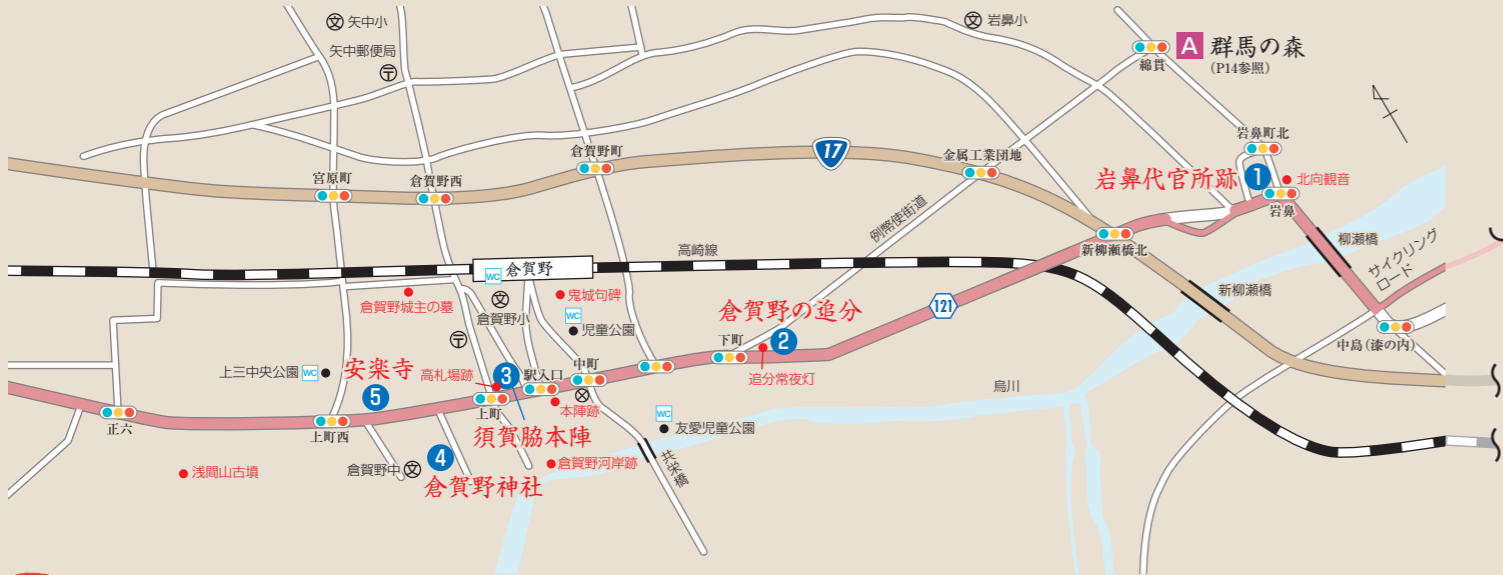 矢中小
矢中郵便局
岩鼻小
A 群馬の森
(P14参照)
綿貫
岩鼻町北
倉賀野町
17
金属工業団地
宮原町
倉賀野西
岩鼻代官所跡 1
北向観音
岩鼻
例幣使街道
新柳瀬橋北
柳瀬橋
サイクリング
ロード
高崎線
WC
倉賀野
新柳瀬橋
倉賀野城主の墓
倉賀野小
鬼城句碑
WC
児童公園
121
倉賀野の追分
2
下町
追分常夜灯
中島(漆の内)
上三中央公園 WC
安楽寺
5
高札場跡
3
駅入口
中町
烏川
正六
上町西
上町
本陣跡
須賀脇本陣
WC
友愛児童公園
浅間山古墳
倉賀野中
4
倉賀野神社
倉賀野河岸跡
共栄橋
文
文
文
文